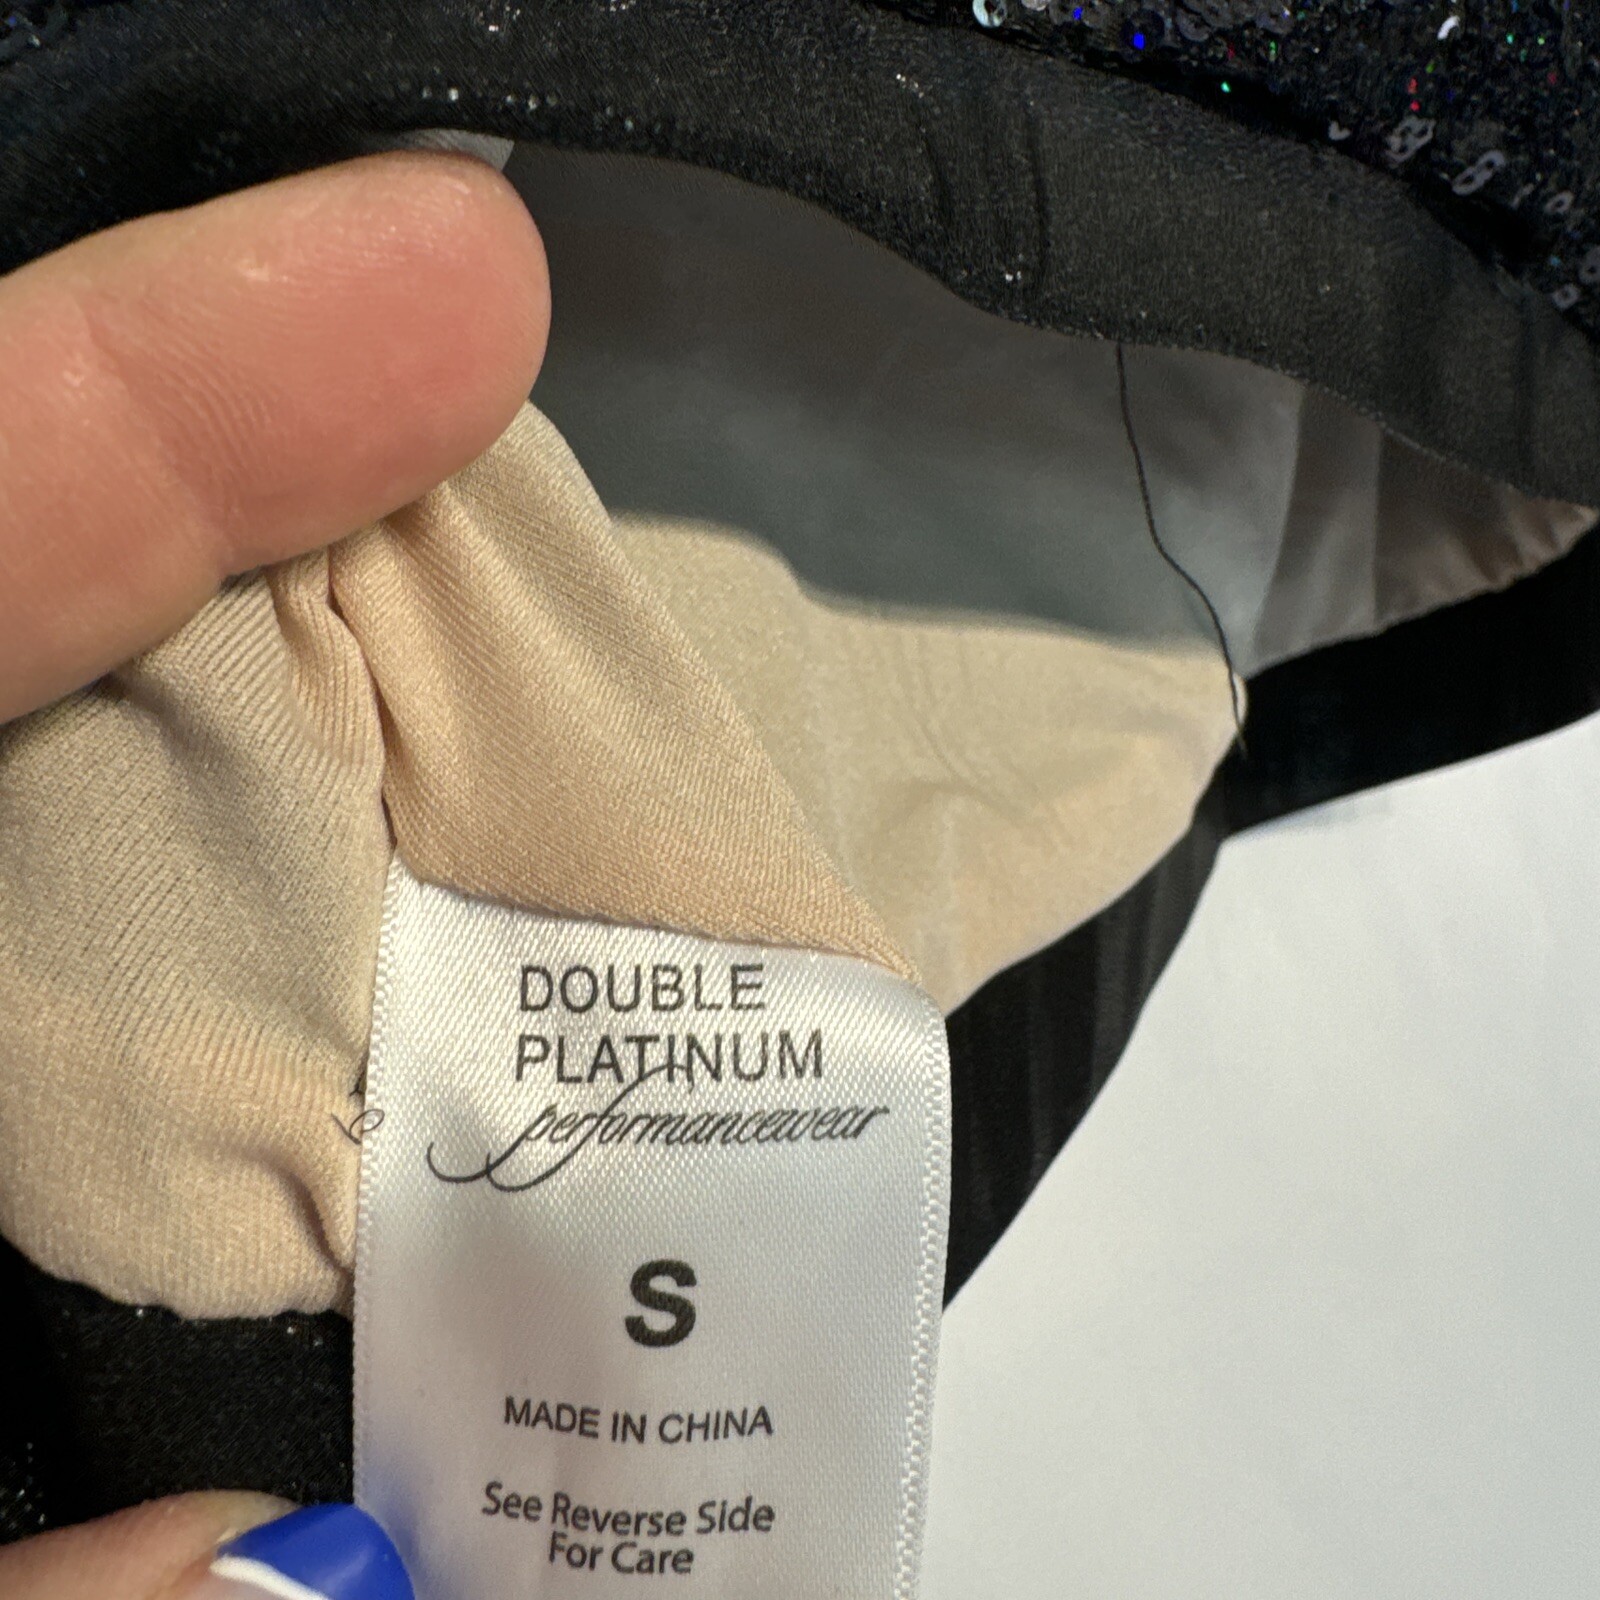 DOUBLE
PLATINUM
performancewear
S
MADE IN CHINA
See Reverse Side
For Care